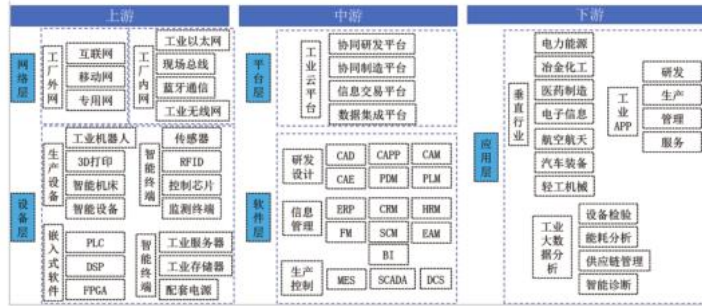 上游
中游
下游
网络层
工厂外网
互联网
移动网
专用网
工厂内网
工业以太网
现场总线
蓝牙通信
工业无线网
设备层
生产设备
工业机器人
3D打印
智能机床
智能设备
智能终端
传感器
RFID
控制芯片
监测终端
嵌入式软件
PLC
DSP
FPGA
智能终端
工业服务器
工业存储器
配套电源
平台层
工业云平台
协同研发平台
协同制造平台
信息交易平台
数据集成平台
软件层
研发设计
CAD
CAPP
CAM
CAE
PDM
PLM
信息管理
ERP
CRM
HRM
FM
SCM
EAM
BI
生产控制
MES
SCADA
DCS
应用层
垂直行业
电力能源
冶金化工
医药制造
电子信息
航空航天
汽车装备
轻工机械
工业APP
研发
生产
管理
服务
工业大数据分析
设备检验
能耗分析
供应链管理
智能诊断